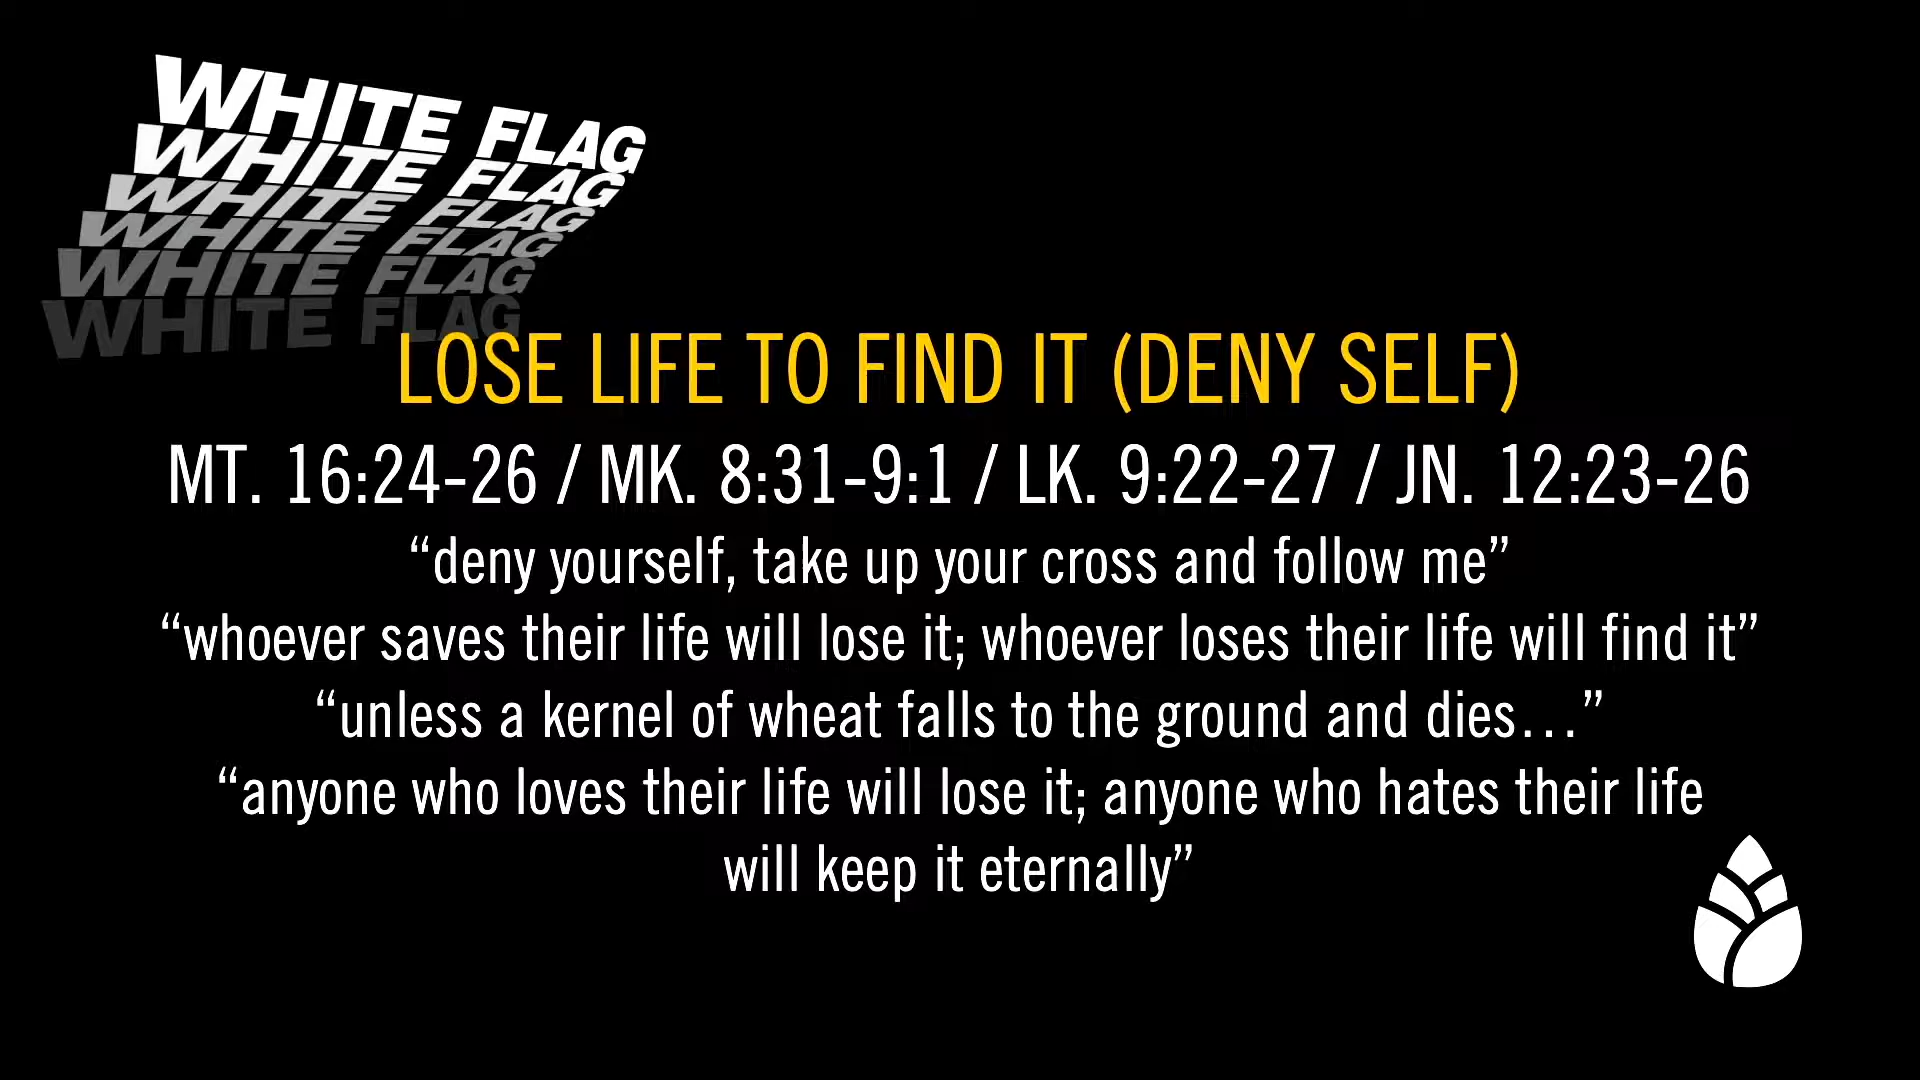 WHITE FLAG
WHITE FLAG
WHITE FLAG
WHITE FLAG
WHITE FLAG
WHITE FLAG
LOSE LIFE TO FIND IT (DENY SELF)
MT. 16:24-26 / MK. 8:31-9:1 / LK. 9:22-27 / JN. 12:23-26
“deny yourself, take up your cross and follow me”
“whoever saves their life will lose it; whoever loses their life will find it”
“unless a kernel of wheat falls to the ground and dies…”
“anyone who loves their life will lose it; anyone who hates their life
will keep it eternally”